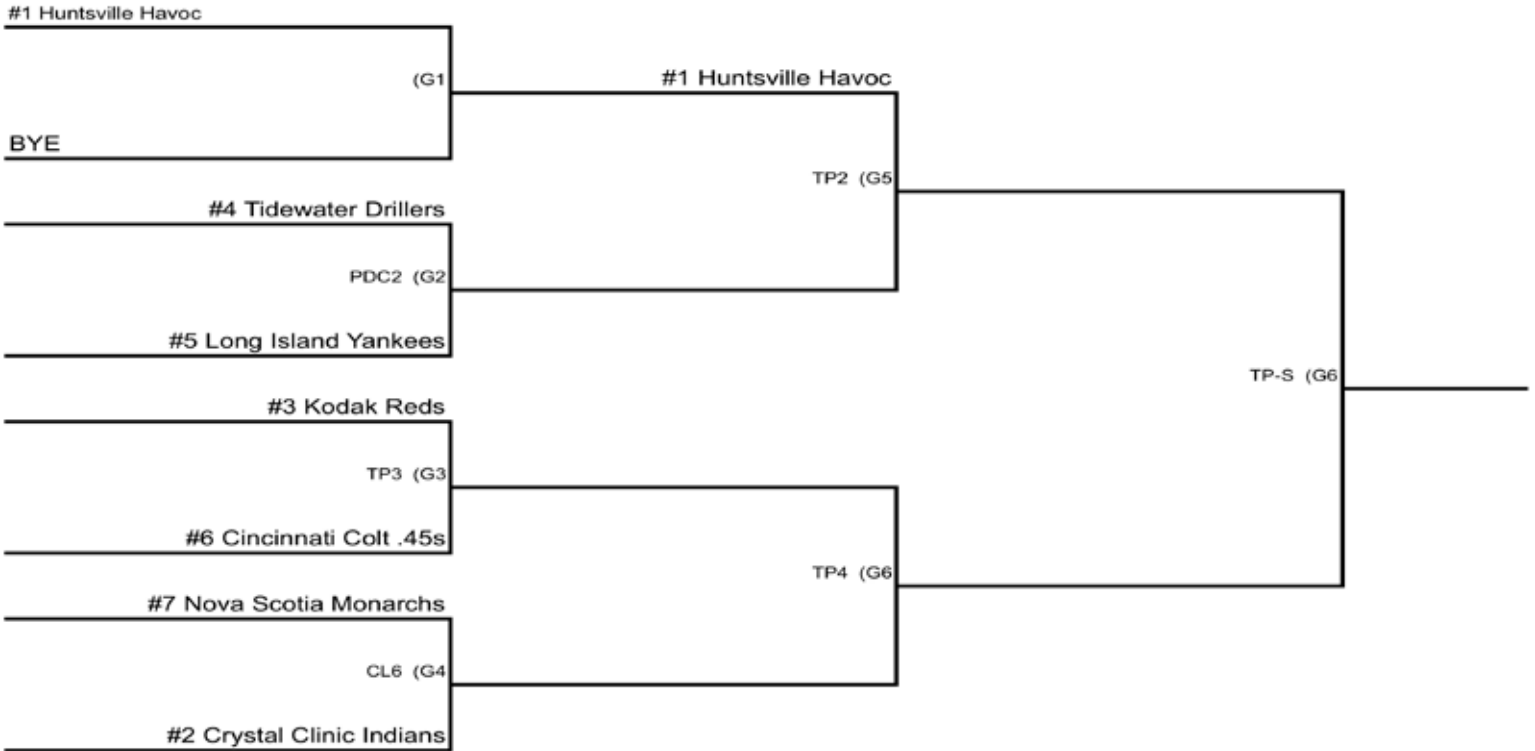 #1 Huntsville Havoc
(G1
#1 Huntsville Havoc
BYE
TP2 (G5
#4 Tidewater Drillers
PDC2 (G2
#5 Long Island Yankees
TP-S (G6
#3 Kodak Reds
TP3 (G3
#6 Cincinnati Colt .45s
TP4 (G6
#7 Nova Scotia Monarchs
CL6 (G4
#2 Crystal Clinic Indians